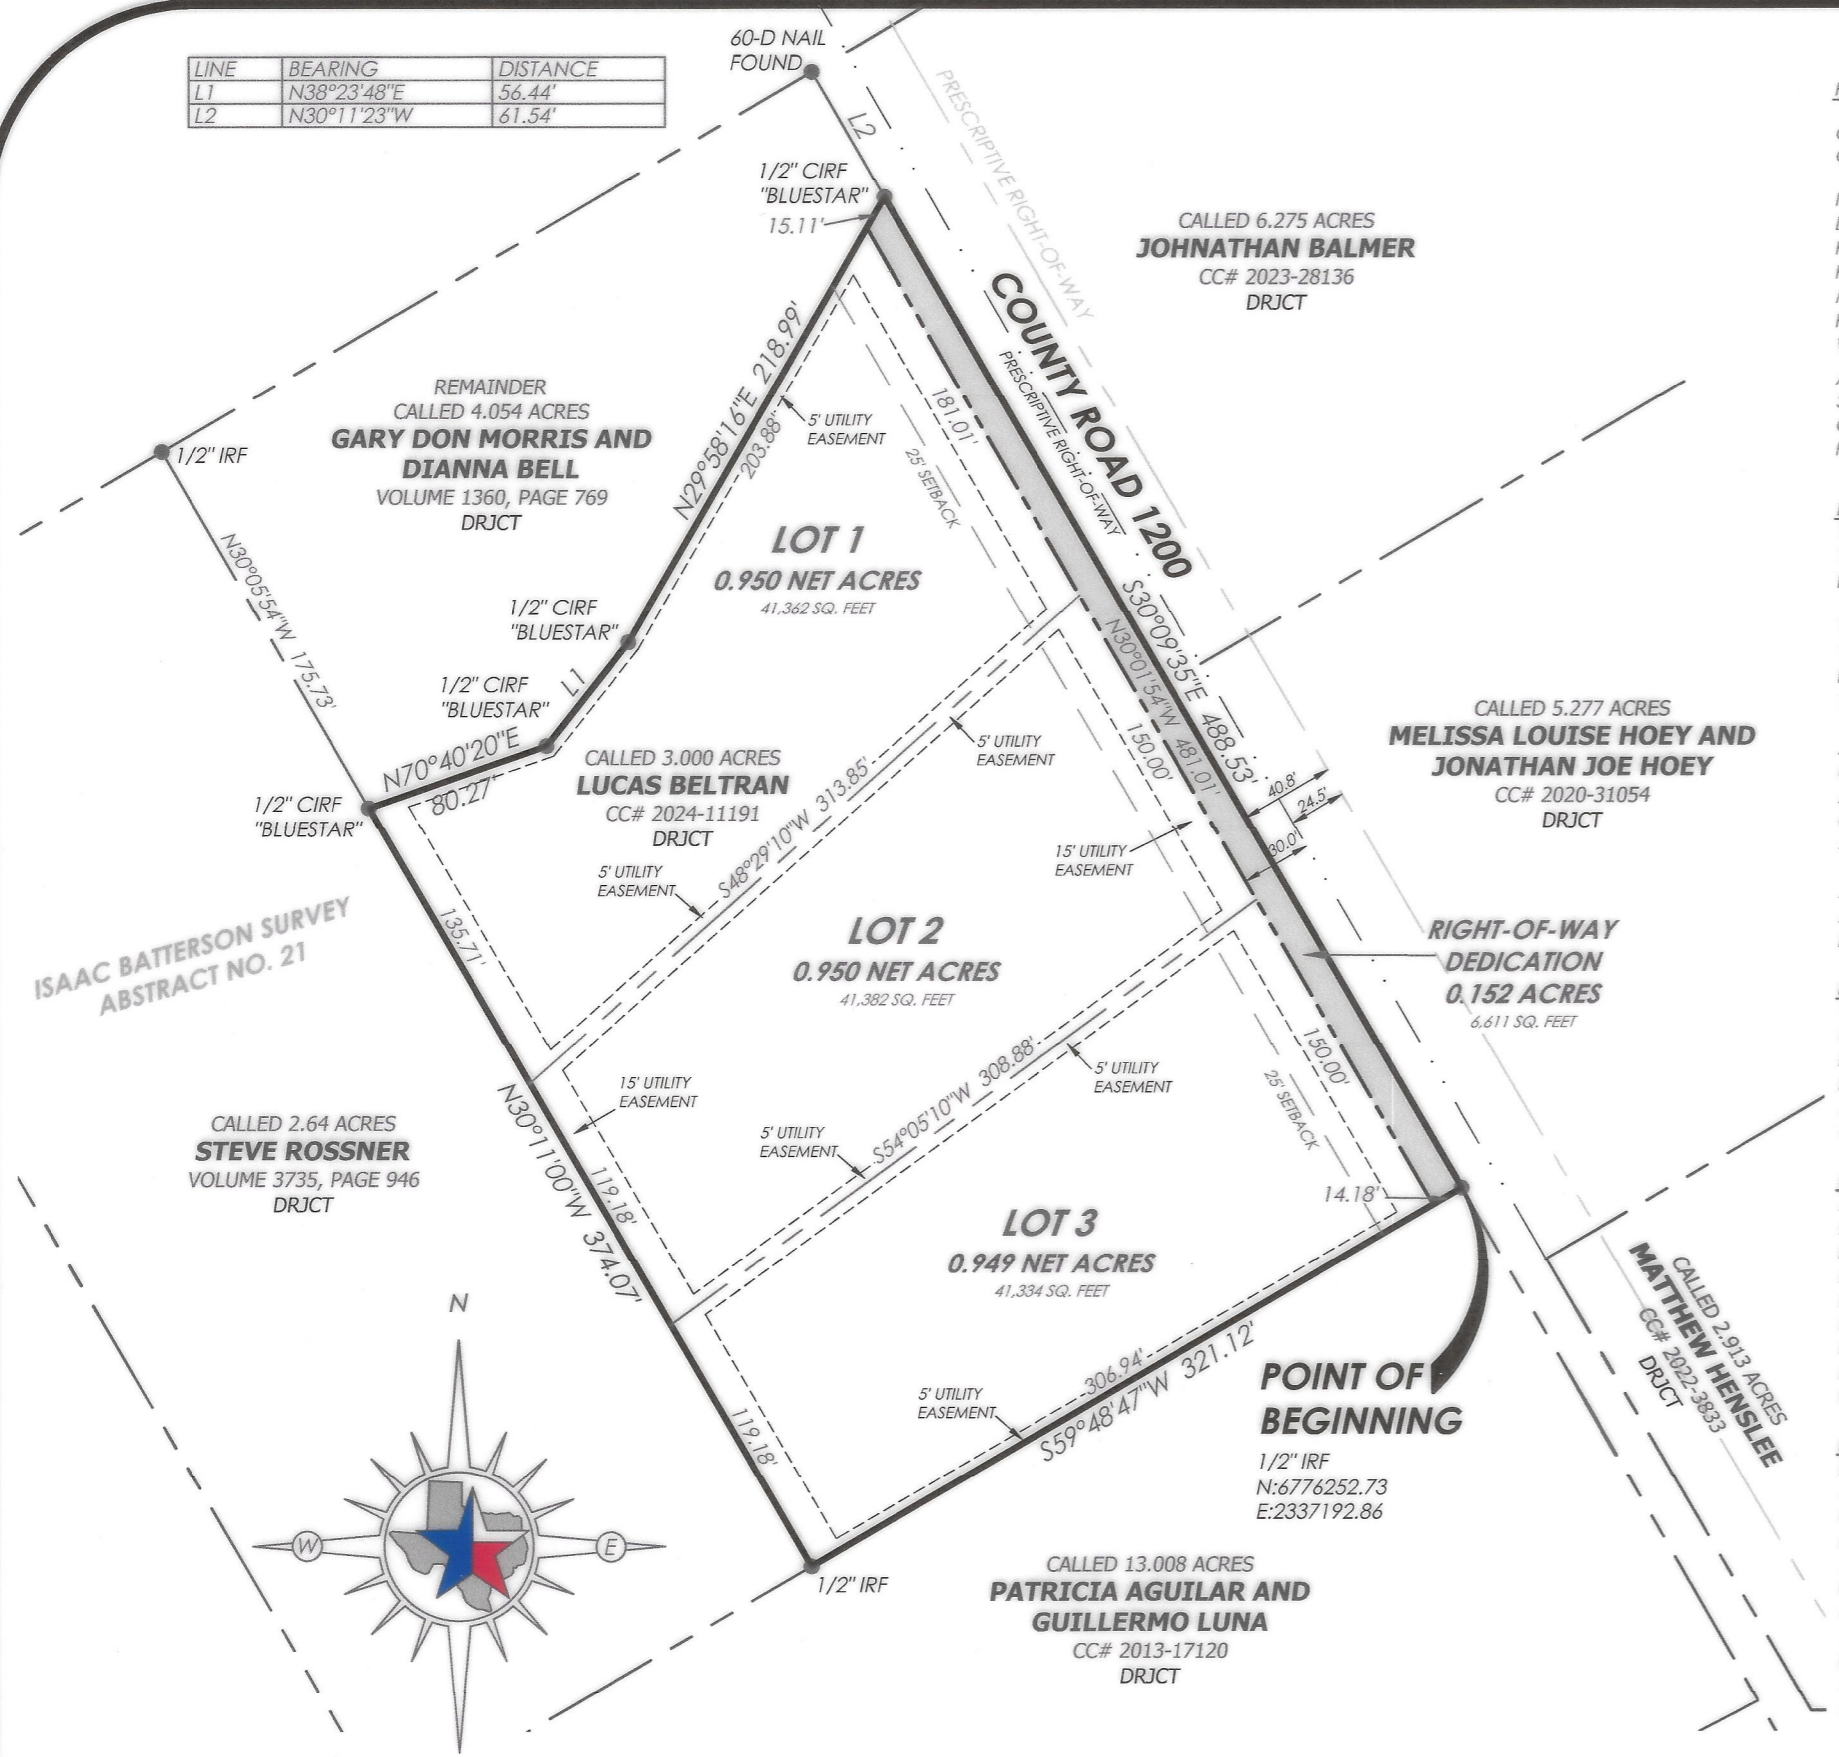 LINE BEARING DISTANCE
L1 N38°23'48"E 56.44'
L2 N30°11'23"W 61.54'
60-D NAIL
FOUND
L2
1/2" CIRF
"BLUESTAR"
15.11'
PRESCRIPTIVE RIGHT-OF-WAY
COUNTY ROAD 1200
PRESCRIPTIVE RIGHT-OF-WAY
CALLED 6.275 ACRES
JOHNATHAN BALMER
CC# 2023-28136
DRJCT
REMAINDER
CALLED 4.054 ACRES
GARY DON MORRIS AND
DIANNA BELL
VOLUME 1360, PAGE 769
DRJCT
1/2" IRF
N30°05'54"W 175.73'
N29°58'16"E 218.99'
203.88'
5' UTILITY
EASEMENT
181.01'
25' SETBACK
LOT 1
0.950 NET ACRES
41,362 SQ. FEET
1/2" CIRF
"BLUESTAR"
L1
1/2" CIRF
"BLUESTAR"
N70°40'20"E
80.27'
1/2" CIRF
"BLUESTAR"
CALLED 3.000 ACRES
LUCAS BELTRAN
CC# 2024-11191
DRJCT
S30°09'35"E 488.53'
N30°01'54"W 481.01'
150.00'
5' UTILITY
EASEMENT
S48°29'10"W 313.85'
5' UTILITY
EASEMENT
15' UTILITY
EASEMENT
40.8'
24.5'
30.0'
CALLED 5.277 ACRES
MELISSA LOUISE HOEY AND
JONATHAN JOE HOEY
CC# 2020-31054
DRJCT
135.71'
ISAAC BATTERSON SURVEY
ABSTRACT NO. 21
LOT 2
0.950 NET ACRES
41,382 SQ. FEET
RIGHT-OF-WAY
DEDICATION
0.152 ACRES
6,611 SQ. FEET
150.00'
25' SETBACK
S54°05'10"W 308.88'
5' UTILITY
EASEMENT
5' UTILITY
EASEMENT
15' UTILITY
EASEMENT
N30°11'00"W 374.07'
119.18'
CALLED 2.64 ACRES
STEVE ROSSNER
VOLUME 3735, PAGE 946
DRJCT
LOT 3
0.949 NET ACRES
41,334 SQ. FEET
14.18'
119.18'
306.94'
S59°48'47"W 321.12'
5' UTILITY
EASEMENT
POINT OF
BEGINNING
1/2" IRF
N:6776252.73
E:2337192.86
CALLED 2.913 ACRES
MATTHEW HENSLEE
CC# 2022-3833
DRJCT
1/2" IRF
CALLED 13.008 ACRES
PATRICIA AGUILAR AND
GUILLERMO LUNA
CC# 2013-17120
DRJCT
N
W
E